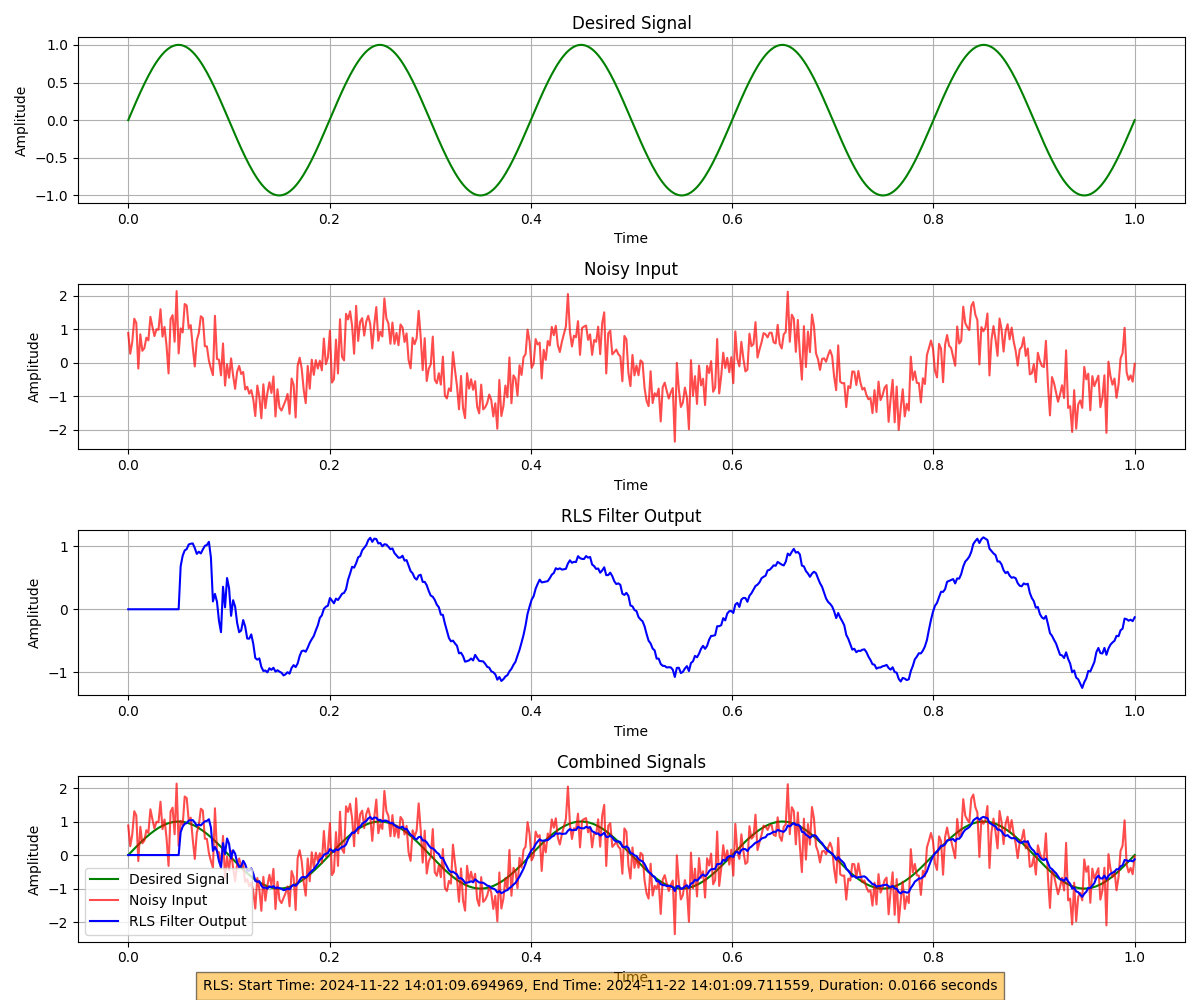 Desired Signal
Amplitude
1.0
0.5
0.0
−0.5
−1.0
0.0 0.2 0.4 0.6 0.8 1.0
Time
Noisy Input
Amplitude
2
1
0
−1
−2
0.0 0.2 0.4 0.6 0.8 1.0
Time
RLS Filter Output
Amplitude
1
0
−1
0.0 0.2 0.4 0.6 0.8 1.0
Time
Combined Signals
Amplitude
2
1
0
−1
−2
Desired Signal
Noisy Input
RLS Filter Output
0.0 0.2 0.4 0.6 0.8 1.0
Time
RLS: Start Time: 2024-11-22 14:01:09.694969, End Time: 2024-11-22 14:01:09.711559, Duration: 0.0166 seconds